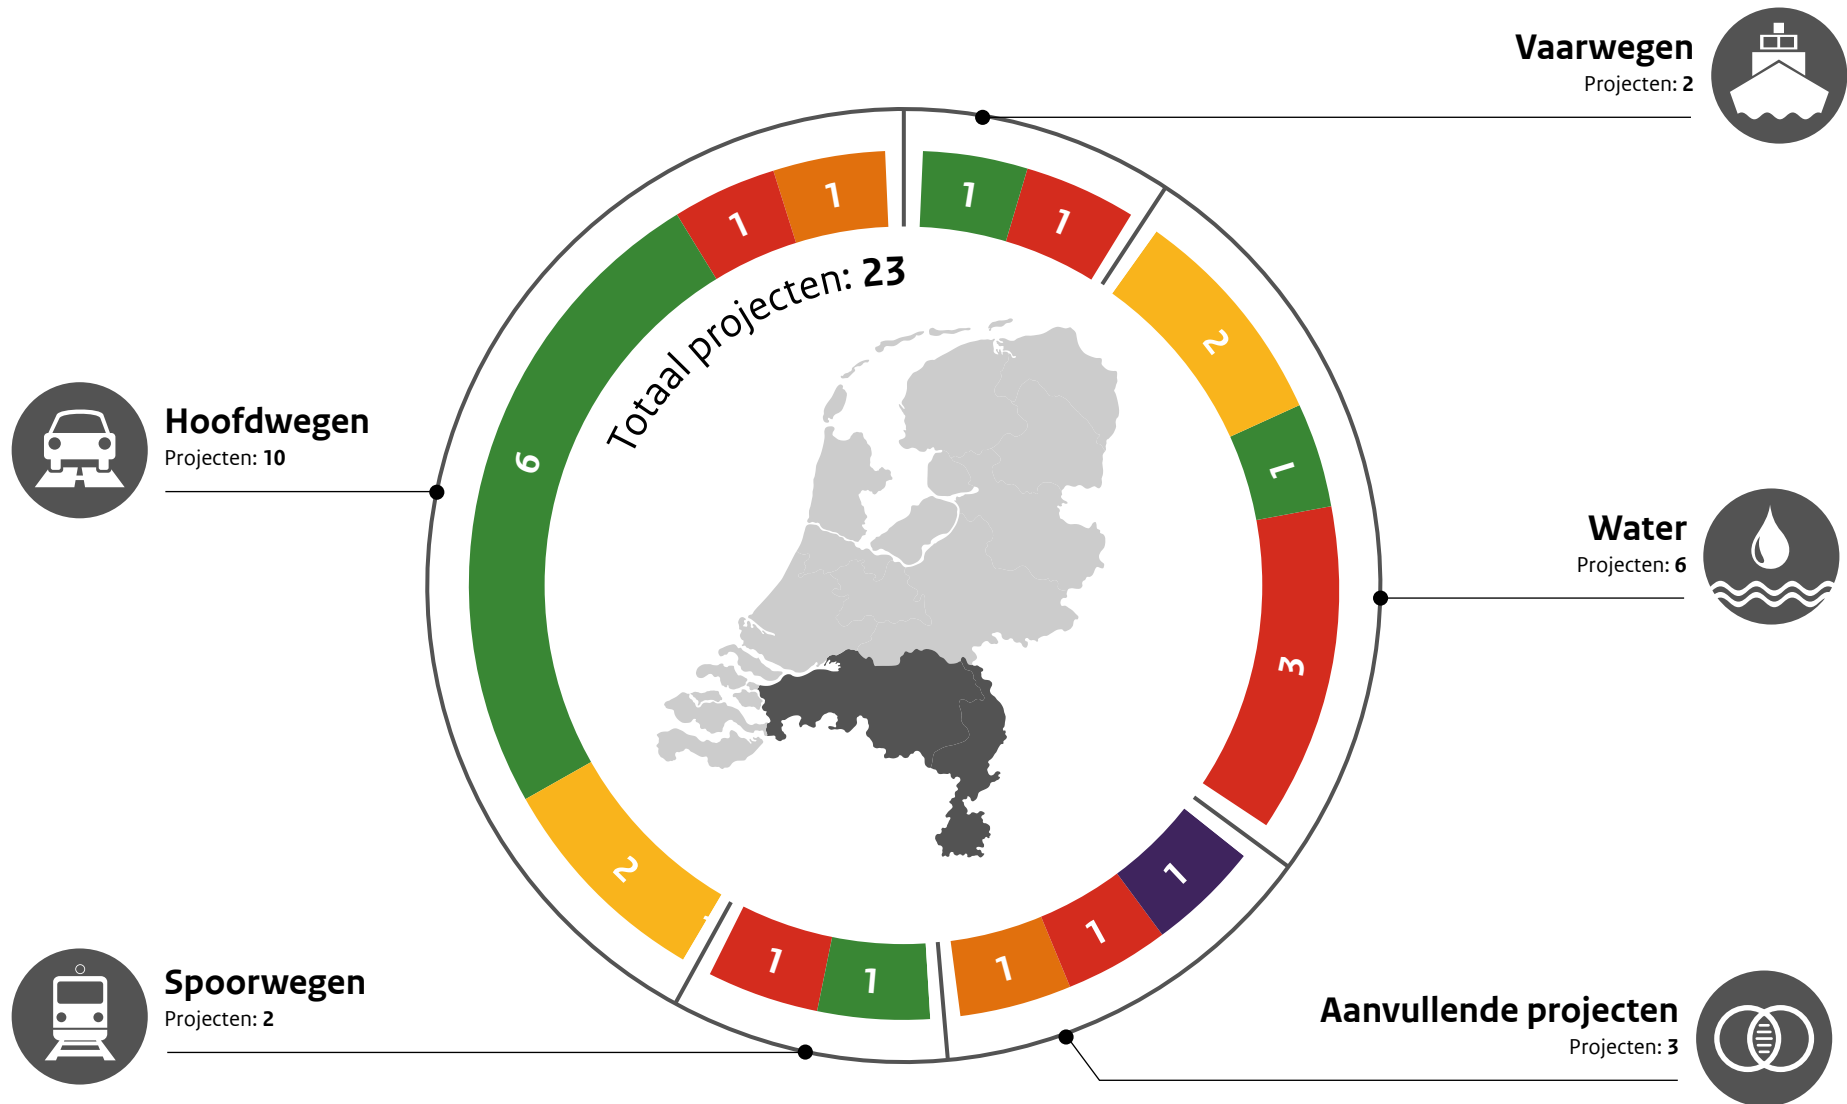 Vaarwegen
Projecten: 2
1
1
1
1
Totaal projecten: 23
2
6
Hoofdwegen
Projecten: 10
1
Water
Projecten: 6
3
2
1
1
1
1
1
Spoorwegen
Projecten: 2
Aanvullende projecten
Projecten: 3